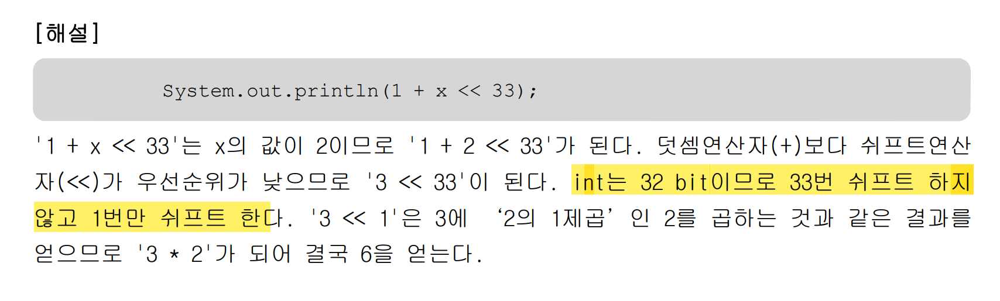 [해설]
System.out.println(1 + x << 33);
'1 + x << 33'는 x의 값이 2이므로 '1 + 2 << 33'가 된다. 덧셈연산자(+)보다 쉬프트연산
자(<<)가 우선순위가 낮으므로 '3 << 33'이 된다. int는 32 bit이므로 33번 쉬프트 하지
않고 1번만 쉬프트 한다. '3 << 1'은 3에 ‘2의 1제곱’ 인 2를 곱하는 것과 같은 결과를
얻으므로 '3 * 2'가 되어 결국 6을 얻는다.